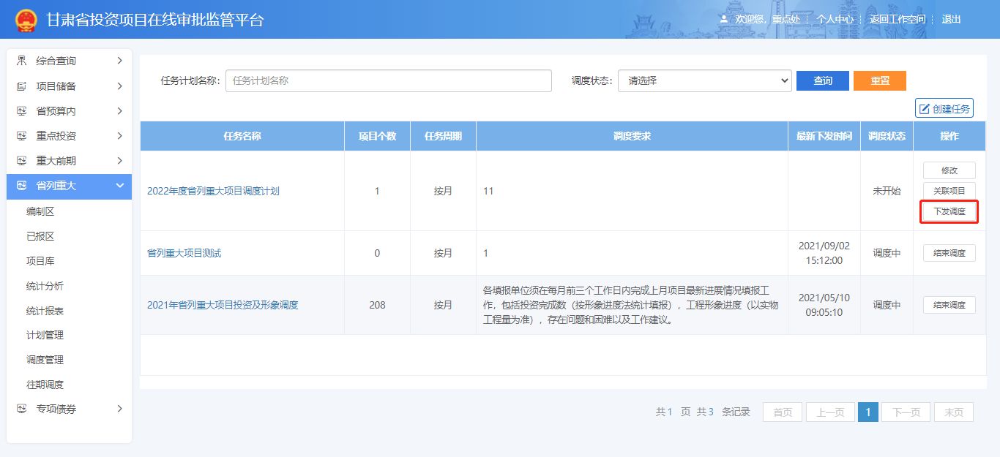 甘肃省投资项目在线审批监管平台
欢迎您, 重点处
个人中心
返回工作空间
退出
综合查询
项目储备
省预算内
重点投资
重大前期
省列重大
编制区
已报区
项目库
统计分析
统计报表
计划管理
调度管理
往期调度
专项债券
任务计划名称: 任务计划名称
调度状态: 请选择
查询
重置
创建任务
任务名称 项目个数 任务周期 调度要求 最新下发时间 调度状态 操作
2022年度省列重大项目调度计划 1 按月 11 未开始
修改
关联项目
下发调度
省列重大项目测试 0 按月 1
2021/09/02
15:12:00
调度中
结束调度
2021年省列重大项目投资及形象调度 208 按月
各填报单位须在每月前三个工作日内完成上月项目最新进展情况填报工
作，包括投资完成数（按形象进度法统计填报），工程形象进度（以实物
工程量为准），存在问题和困难以及工作建议。
2021/05/10
09:05:10
调度中
结束调度
共1 页 共3 条记录 首页 上一页 1 下一页 末页